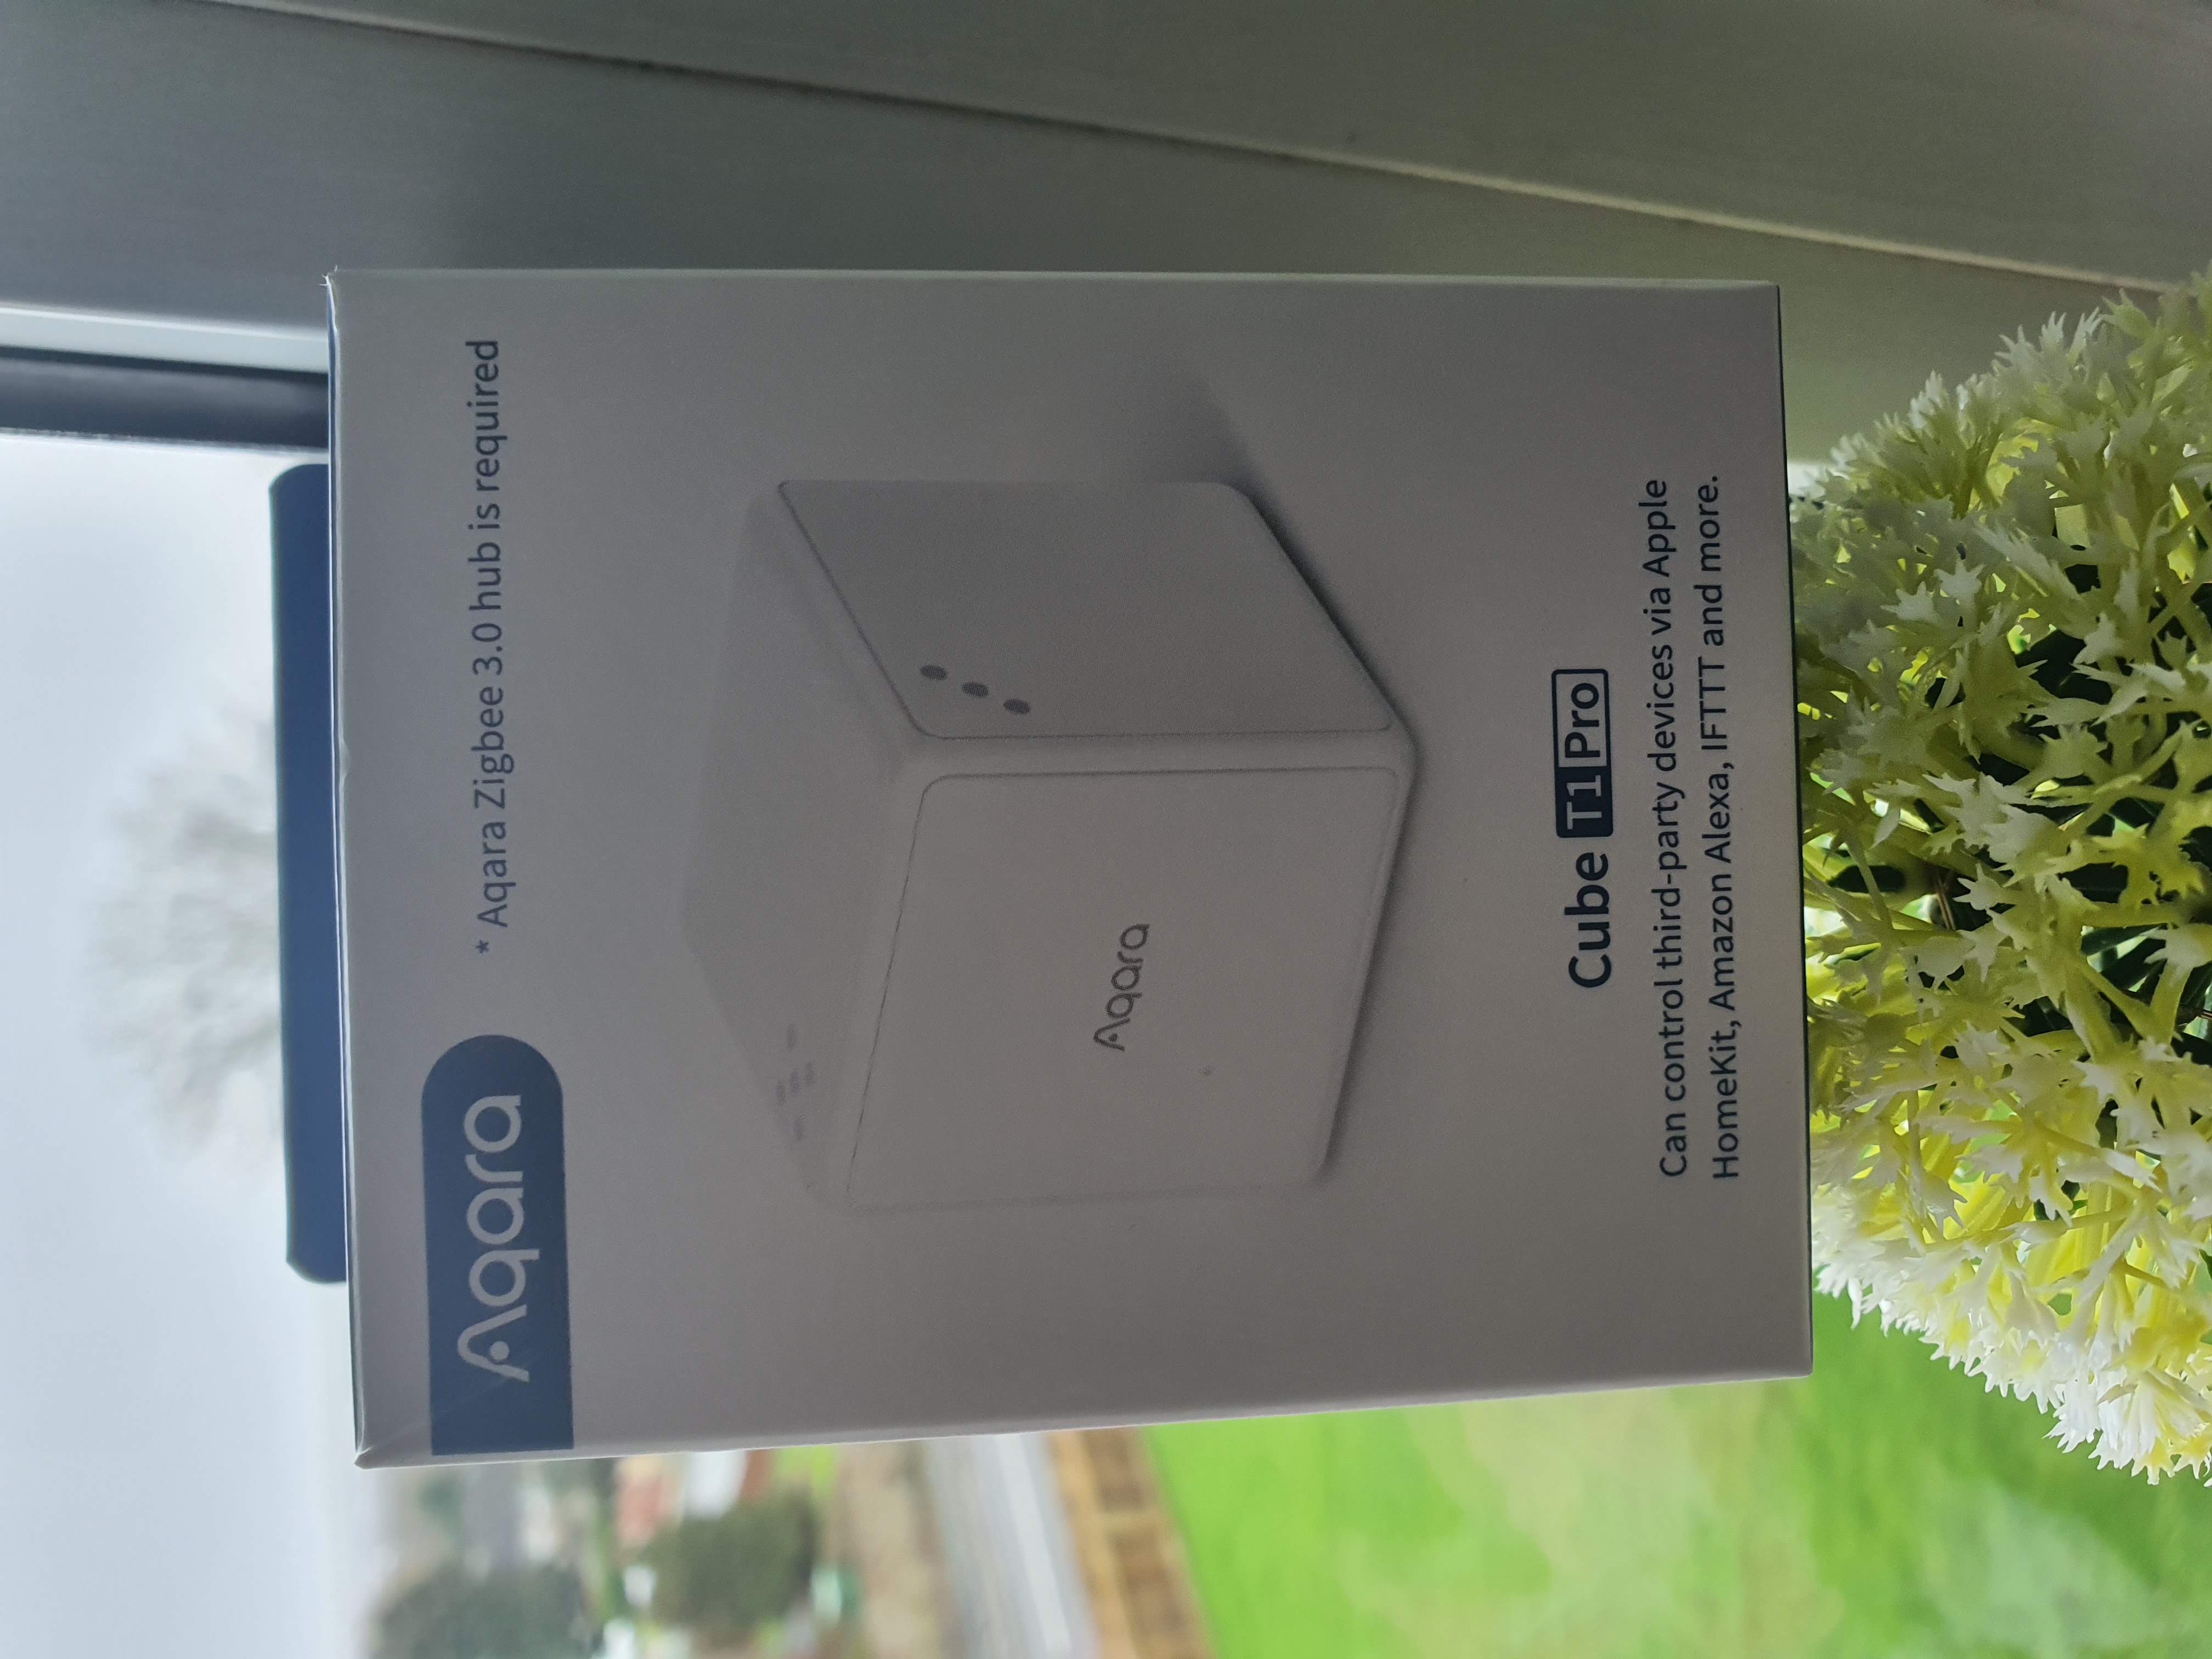 Aqara
* Aqara Zigbee 3.0 hub is required
Aqara
Cube T1 Pro
Can control third-party devices via Apple
HomeKit, Amazon Alexa, IFTTT and more.